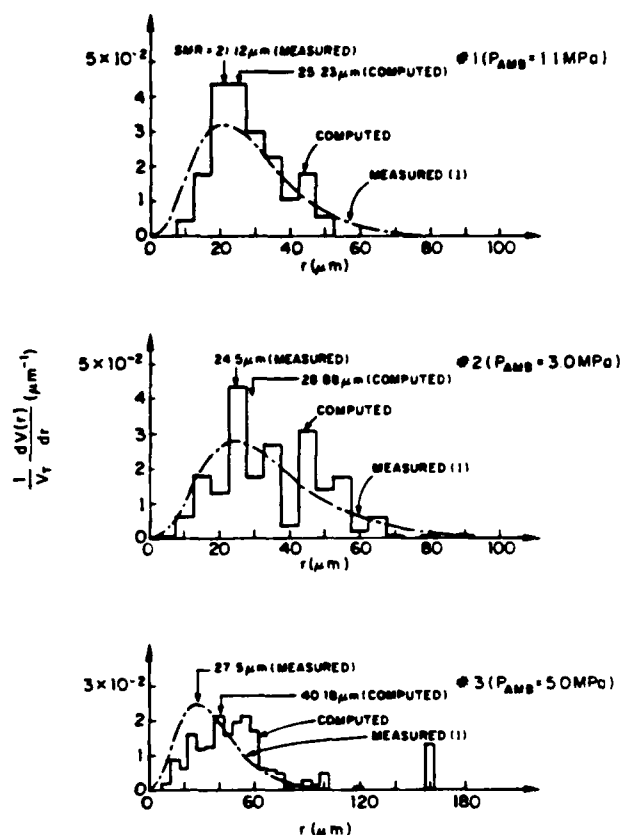 SMR = 21.12μm (MEASURED)
25.23μm (COMPUTED)
#1 (P_AMB = 1.1 MPa)
5×10⁻²
4
3
2
1
0
COMPUTED
MEASURED (1)
0 20 40 60 80 100
r (μm)
24.5μm (MEASURED)
28.88μm (COMPUTED)
#2 (P_AMB = 3.0 MPa)
5×10⁻²
4
3
2
1
0
COMPUTED
MEASURED (1)
0 20 40 60 80 100
r (μm)
1/V_T dV(r)/dr (μm⁻¹)
27.5μm (MEASURED)
40.18μm (COMPUTED)
#3 (P_AMB = 5.0 MPa)
3×10⁻²
2
1
0
COMPUTED
MEASURED (1)
0 60 120 180
r (μm)